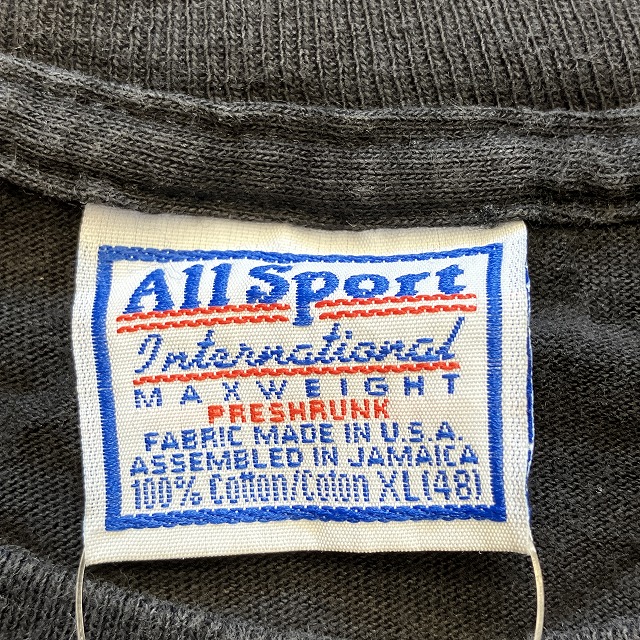 All Sport
International
MAXWEIGHT
PRESHRUNK
FABRIC MADE IN U.S.A.
ASSEMBLED IN JAMAICA
100% Cotton/Coton XL(48)